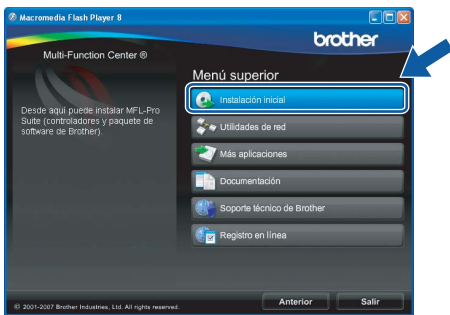 Macromedia Flash Player 8
brother
Multi-Function Center ®
Menú superior
Desde aquí puede instalar MFL-Pro
Suite (controladores y paquete de
software de Brother).
Instalación inicial
Utilidades de red
Más aplicaciones
Documentación
Soporte técnico de Brother
Registro en línea
© 2001-2007 Brother Industries, Ltd. All rights reserved.
Anterior
Salir